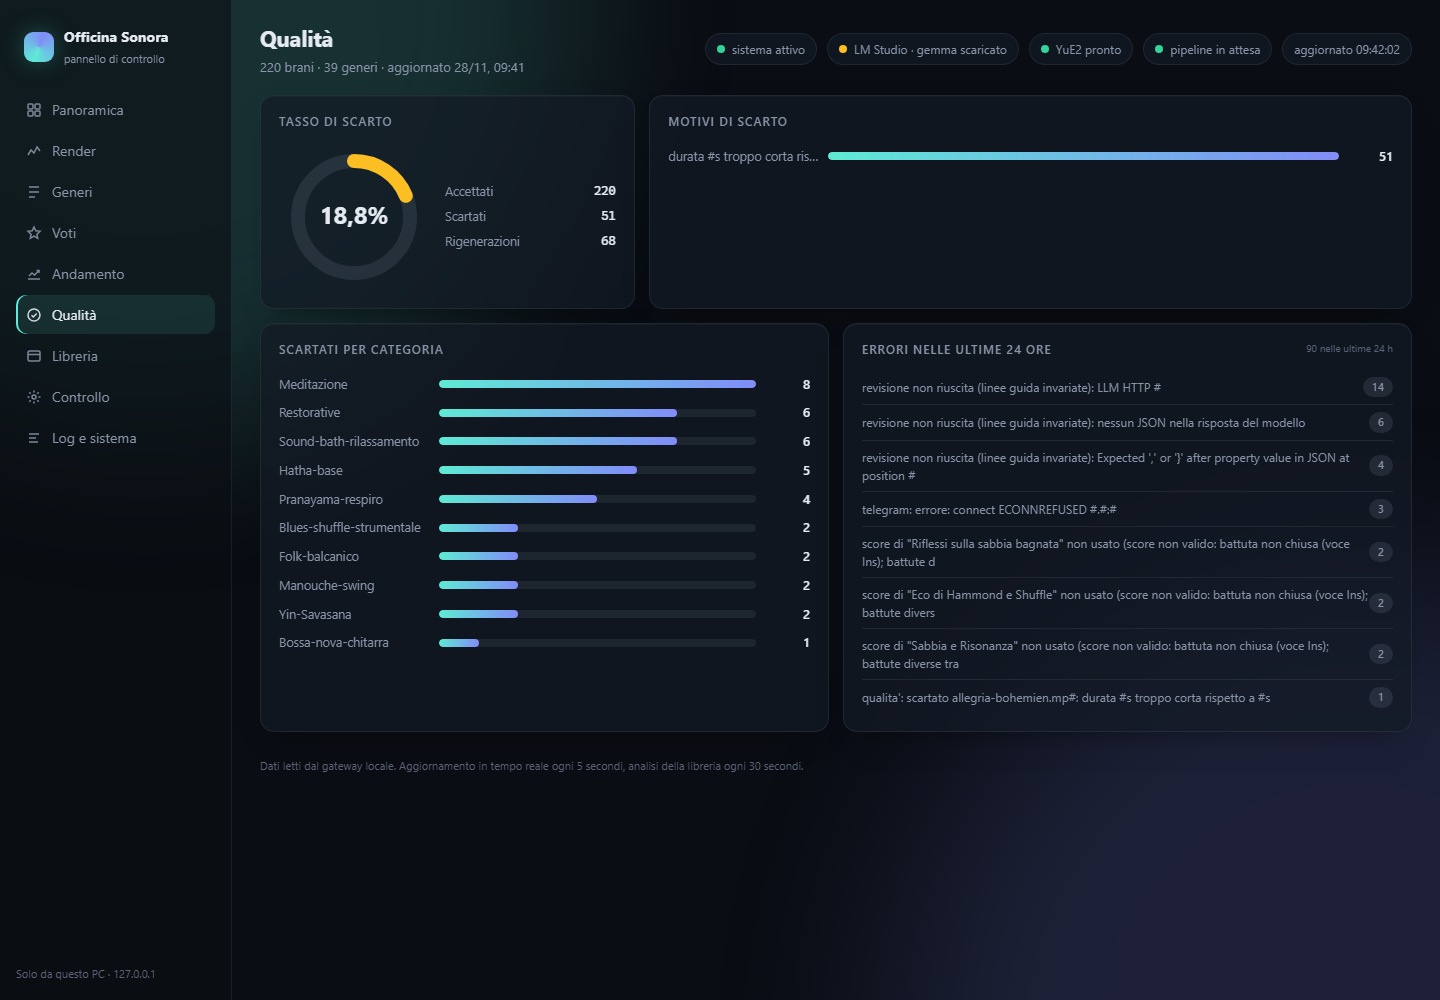 Officina Sonora
pannello di controllo
Panoramica
Render
Generi
Voti
Andamento
Qualità
Libreria
Controllo
Log e sistema
Solo da questo PC · 127.0.0.1
Qualità
220 brani · 39 generi · aggiornato 28/11, 09:41
sistema attivo
LM Studio · gemma scaricato
YuE2 pronto
pipeline in attesa
aggiornato 09:42:02
TASSO DI SCARTO
18,8%
Accettati 220
Scartati 51
Rigenerazioni 68
MOTIVI DI SCARTO
durata #s troppo corta ris... 51
SCARTATI PER CATEGORIA
Meditazione 8
Restorative 6
Sound-bath-rilassamento 6
Hatha-base 5
Pranayama-respiro 4
Blues-shuffle-strumentale 2
Folk-balcanico 2
Manouche-swing 2
Yin-Savasana 2
Bossa-nova-chitarra 1
ERRORI NELLE ULTIME 24 ORE
90 nelle ultime 24 h
revisione non riuscita (linee guida invariate): LLM HTTP # 14
revisione non riuscita (linee guida invariate): nessun JSON nella risposta del modello 6
revisione non riuscita (linee guida invariate): Expected ',' or '}' after property value in JSON at
position # 4
telegram: errore: connect ECONNREFUSED #.#:# 3
score di "Riflessi sulla sabbia bagnata" non usato (score non valido: battuta non chiusa (voce
Ins); battute d 2
score di "Eco di Hammond e Shuffle" non usato (score non valido: battuta non chiusa (voce Ins);
battute divers 2
score di "Sabbia e Risonanza" non usato (score non valido: battuta non chiusa (voce Ins);
battute diverse tra 2
qualita': scartato allegria-bohemien.mp#: durata #s troppo corta rispetto a #s 1
Dati letti dal gateway locale. Aggiornamento in tempo reale ogni 5 secondi, analisi della libreria ogni 30 secondi.